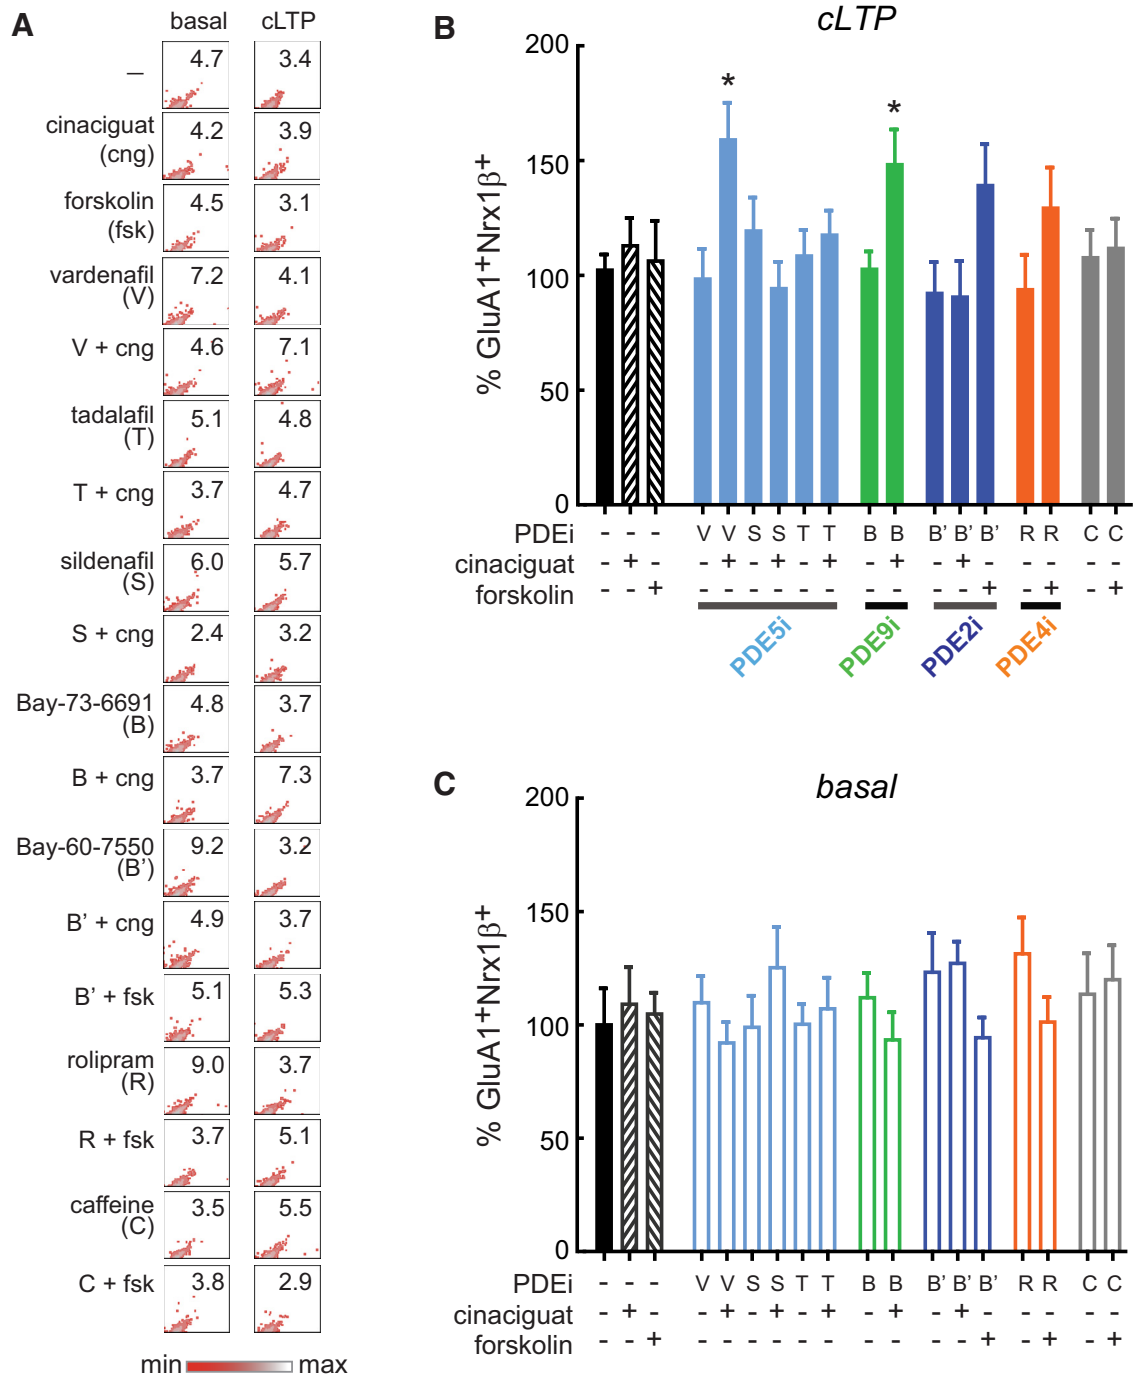 A
basal cLTP
– 4.7 3.4
cinaciguat
(cng) 4.2 3.9
forskolin
(fsk) 4.5 3.1
vardenafil
(V) 7.2 4.1
V + cng 4.6 7.1
tadalafil
(T) 5.1 4.8
T + cng 3.7 4.7
sildenafil
(S) 6.0 5.7
S + cng 2.4 3.2
Bay-73-6691
(B) 4.8 3.7
B + cng 3.7 7.3
Bay-60-7550
(B’) 9.2 3.2
B’ + cng 4.9 3.7
B’ + fsk 5.1 5.3
rolipram
(R) 9.0 3.7
R + fsk 3.7 5.1
caffeine
(C) 3.5 5.5
C + fsk 3.8 2.9
min max
B
cLTP
% GluA1+Nrx1β+
200
150
100
50
0
* *
PDEi - - - V V S S T T B B B’ B’ B’ R R C C
cinaciguat - + - - + - + - + - + - + - - - - -
forskolin - - + - - - - - - - - - - + - + - +
PDE5i PDE9i PDE2i PDE4i
C
basal
% GluA1+Nrx1β+
200
150
100
50
0
PDEi - - - V V S S T T B B B’ B’ B’ R R C C
cinaciguat - + - - + - + - + - + - + - - - - -
forskolin - - + - - - - - - - - - - + - + - +